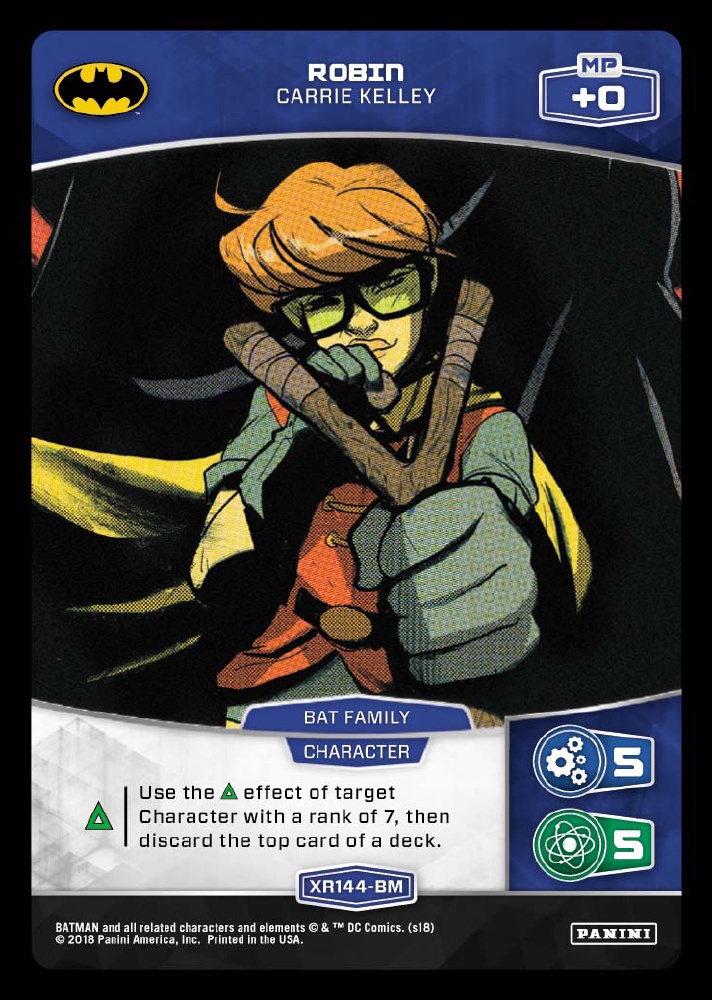 ROBIN
CARRIE KELLEY
MP
+0
BAT FAMILY
CHARACTER
Use the effect of target
Character with a rank of 7, then
discard the top card of a deck.
5
5
XR144-BM
BATMAN and all related characters and elements © & ™ DC Comics. (s18)
© 2018 Panini America, Inc. Printed in the USA.
PANINI